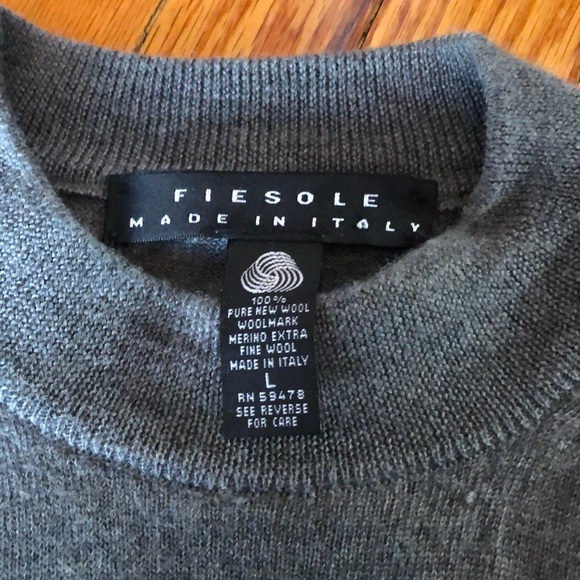 FIESOLE
MADE IN ITALY
100%
PURE NEW WOOL
WOOLMARK
MERINO EXTRA
FINE WOOL
MADE IN ITALY
L
RN 59478
SEE REVERSE
FOR CARE